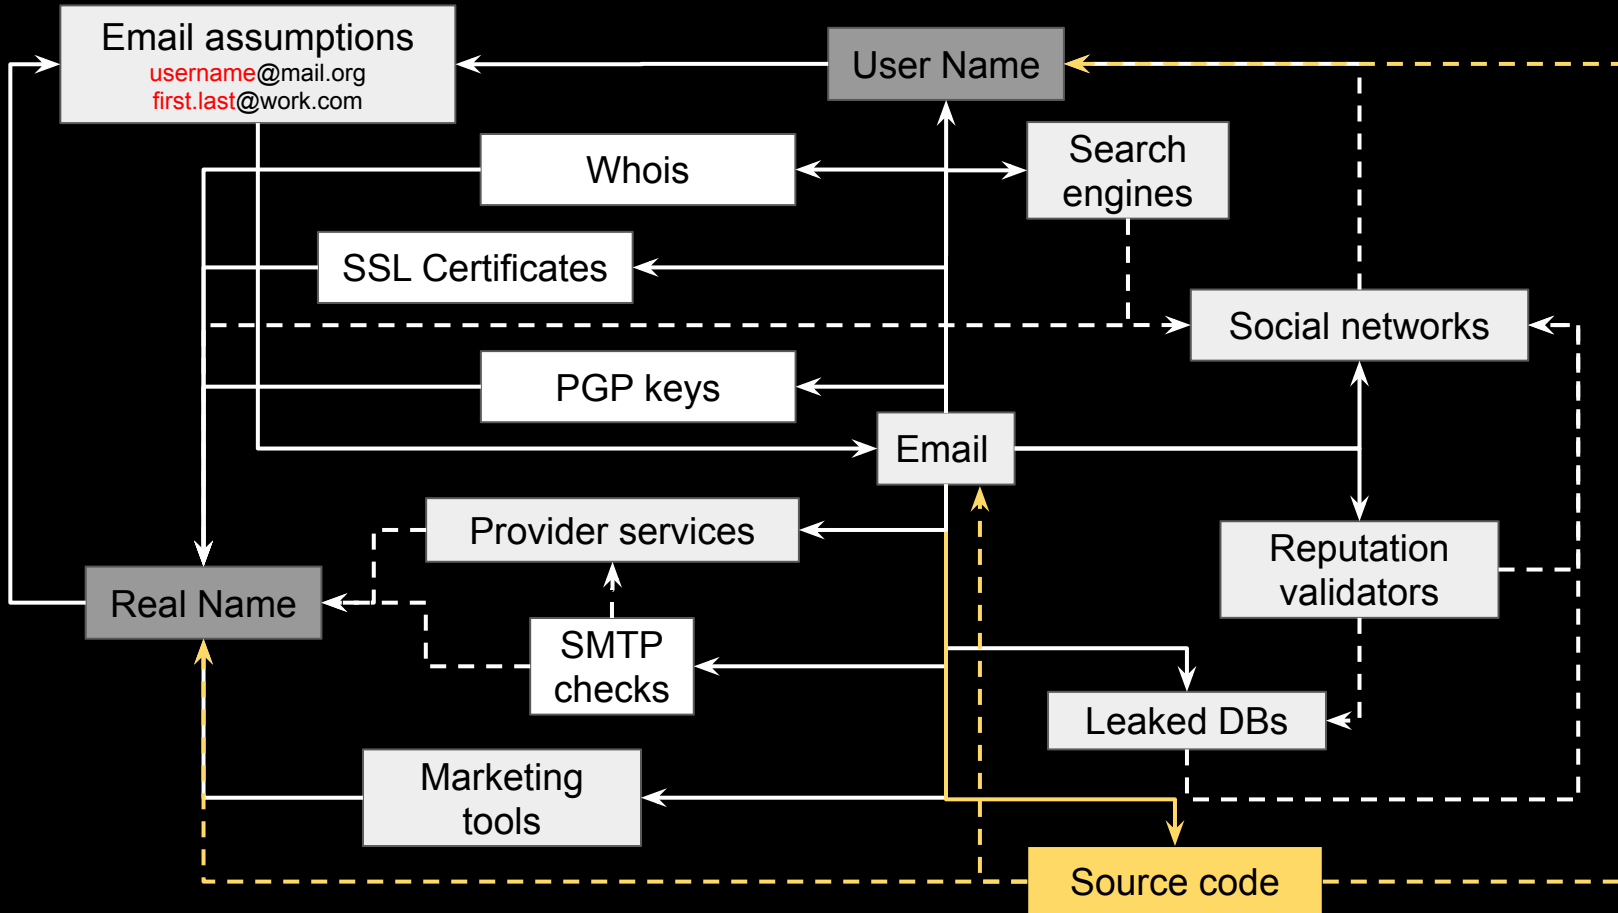 Email assumptions
username@mail.org
first.last@work.com
User Name
Whois
Search
engines
SSL Certificates
Social networks
PGP keys
Email
Provider services
Reputation
validators
Real Name
SMTP
checks
Leaked DBs
Marketing
tools
Source code